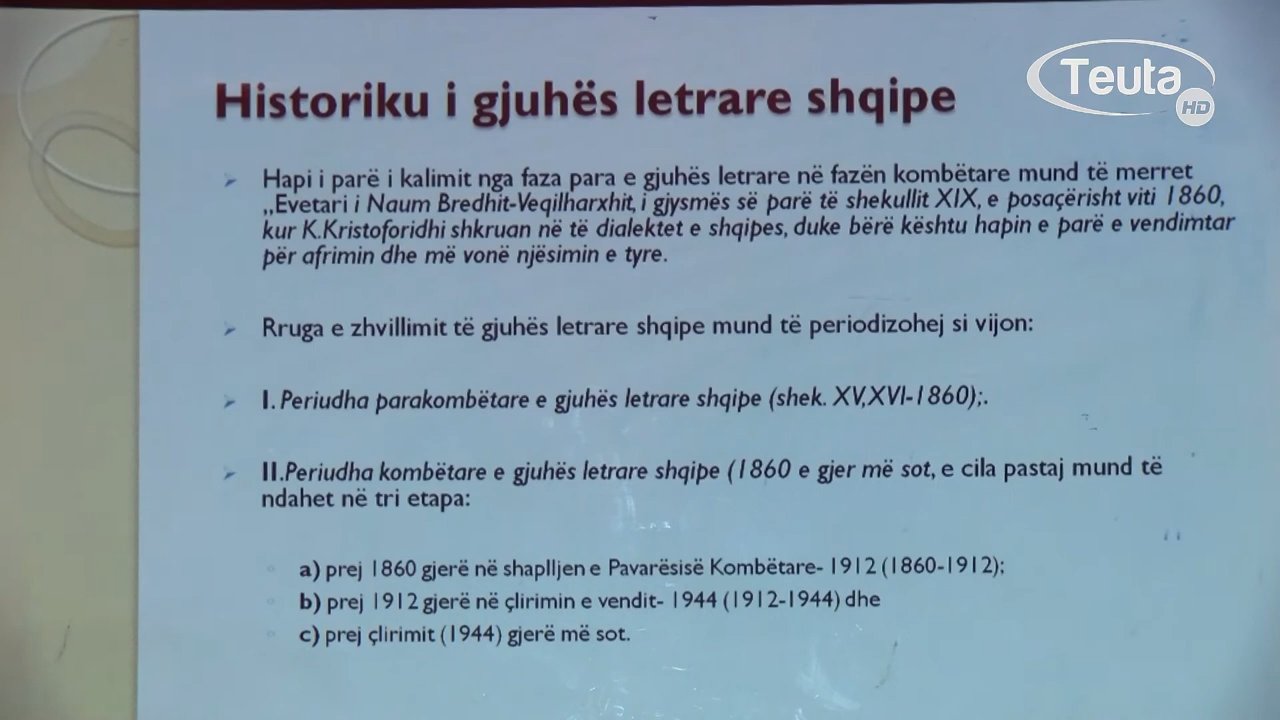 Teuta
HD
Historiku i gjuhës letrare shqipe
Hapi i parë i kalimit nga faza para e gjuhës letrare në fazën kombëtare mund të merret
„Evetari i Naum Bredhit-Veqilharxhit, i gjysmës së parë të shekullit XIX, e posaçërisht viti 1860,
kur K.Kristoforidhi shkruan në të dialektet e shqipes, duke bërë kështu hapin e parë e vendimtar
për afrimin dhe më vonë njësimin e tyre.
Rruga e zhvillimit të gjuhës letrare shqipe mund të periodizohej si vijon:
I. Periudha parakombëtare e gjuhës letrare shqipe (shek. XV,XVI-1860);.
II.Periudha kombëtare e gjuhës letrare shqipe (1860 e gjer më sot, e cila pastaj mund të
ndahet në tri etapa:
a) prej 1860 gjerë në shaplljen e Pavarësisë Kombëtare- 1912 (1860-1912);
b) prej 1912 gjerë në çlirimin e vendit- 1944 (1912-1944) dhe
c) prej çlirimit (1944) gjerë më sot.